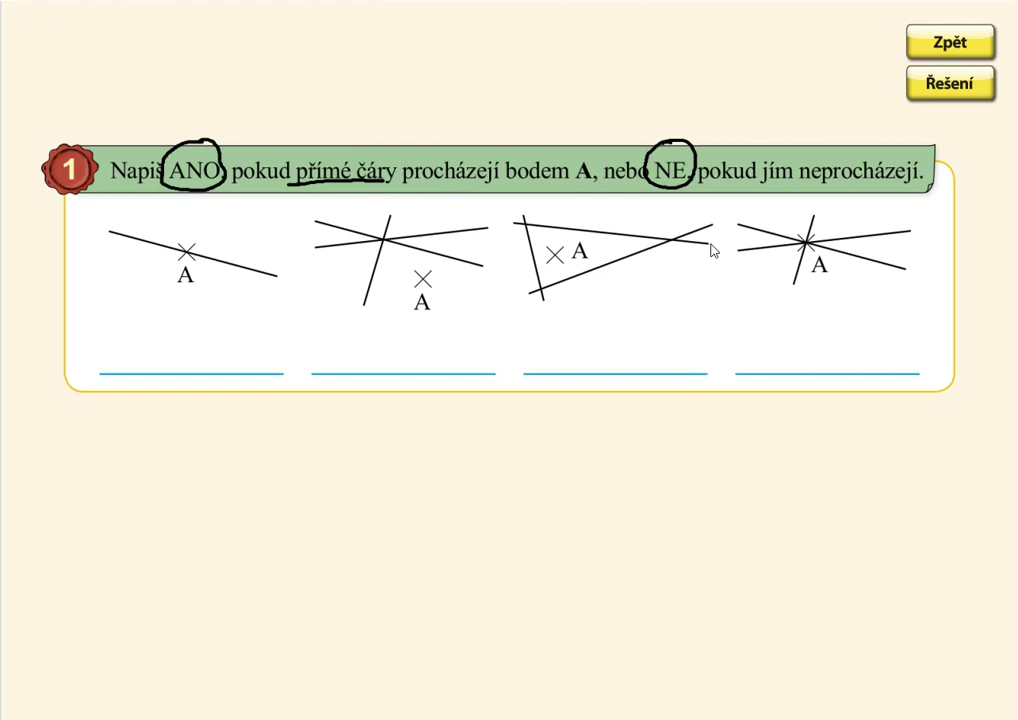 Zpět
Řešení
1 Napiš ANO, pokud přímé čáry procházejí bodem A, nebo NE, pokud jím neprocházejí.
A A A A